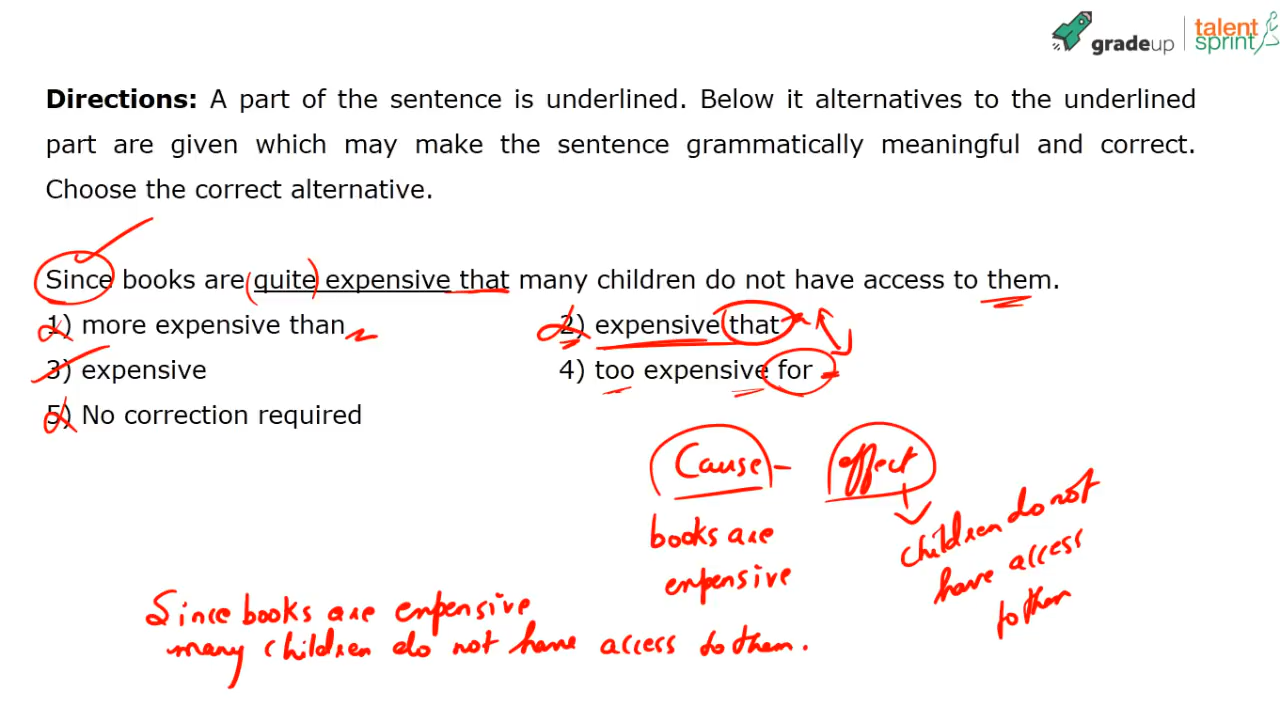 gradeup talent
sprint
Directions: A part of the sentence is underlined. Below it alternatives to the underlined
part are given which may make the sentence grammatically meaningful and correct.
Choose the correct alternative.
Since books are quite expensive that many children do not have access to them.
1) more expensive than 2) expensive that
3) expensive 4) too expensive for
5) No correction required
Cause - effect
books are
expensive
children do not
have access
to them
Since books are expensive
many children do not have access to them.